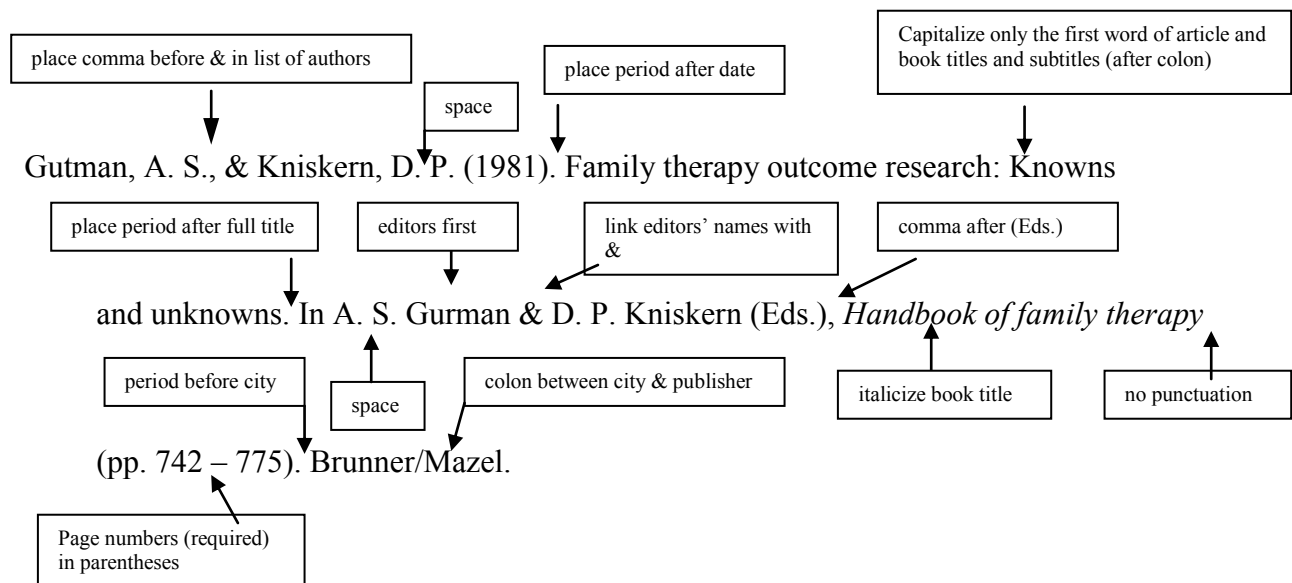 place comma before & in list of authors
place period after date
Capitalize only the first word of article and
book titles and subtitles (after colon)
space
Gutman, A. S., & Kniskern, D. P. (1981). Family therapy outcome research: Knowns
place period after full title
editors first
link editors’ names with
&
comma after (Eds.)
and unknowns. In A. S. Gurman & D. P. Kniskern (Eds.), Handbook of family therapy
period before city
space
colon between city & publisher
italicize book title
no punctuation
(pp. 742 – 775). Brunner/Mazel.
Page numbers (required)
in parentheses